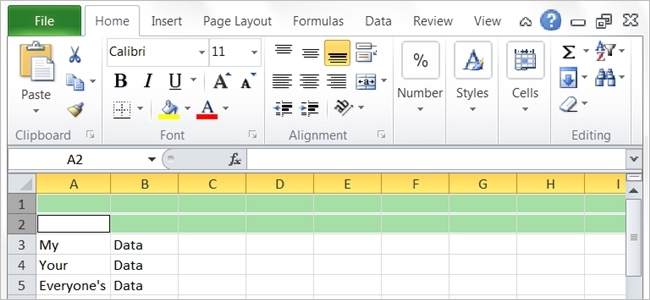 File Home Insert Page Layout Formulas Data Review View
Calibri 11
Paste
B I U A A
A
%
Number
Styles
Cells
Σ A Z
Clipboard Font Alignment Editing
A2 fx
A B C D E F G H I
1
2
3 My Data
4 Your Data
5 Everyone's Data